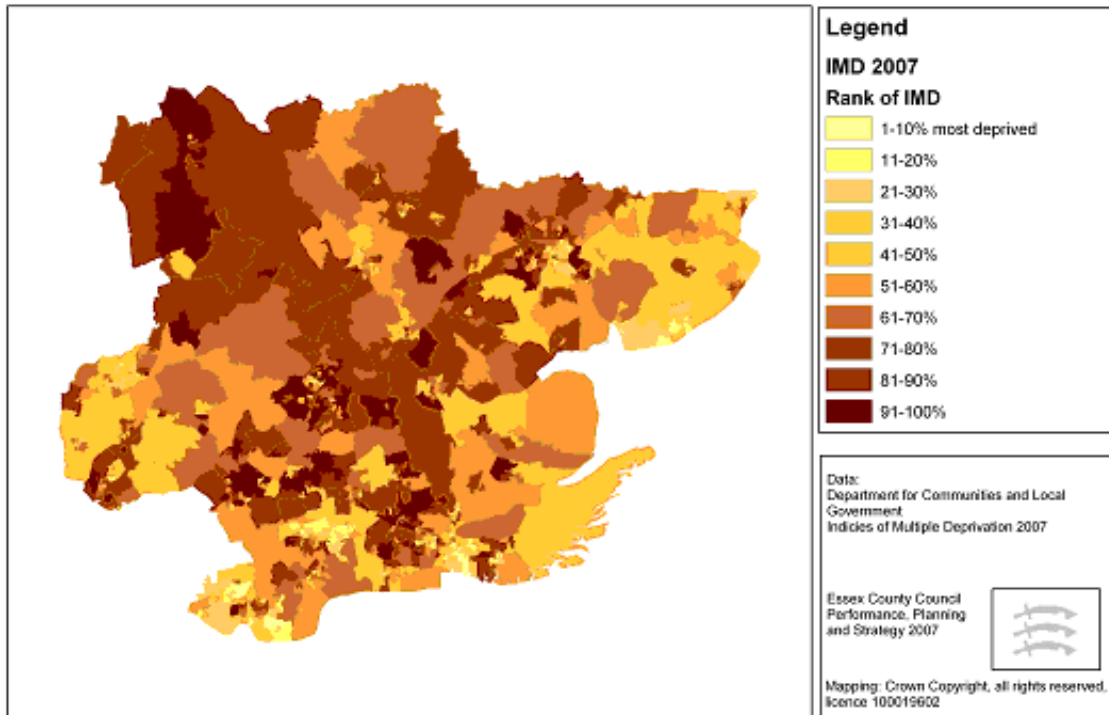 Legend
IMD 2007
Rank of IMD
1-10% most deprived
11-20%
21-30%
31-40%
41-50%
51-60%
61-70%
71-80%
81-90%
91-100%
Data:
Department for Communities and Local
Government
Indicies of Multiple Deprivation 2007
Essex County Council
Performance, Planning
and Strategy 2007
Mapping: Crown Copyright, all rights reserved,
licence 100019602